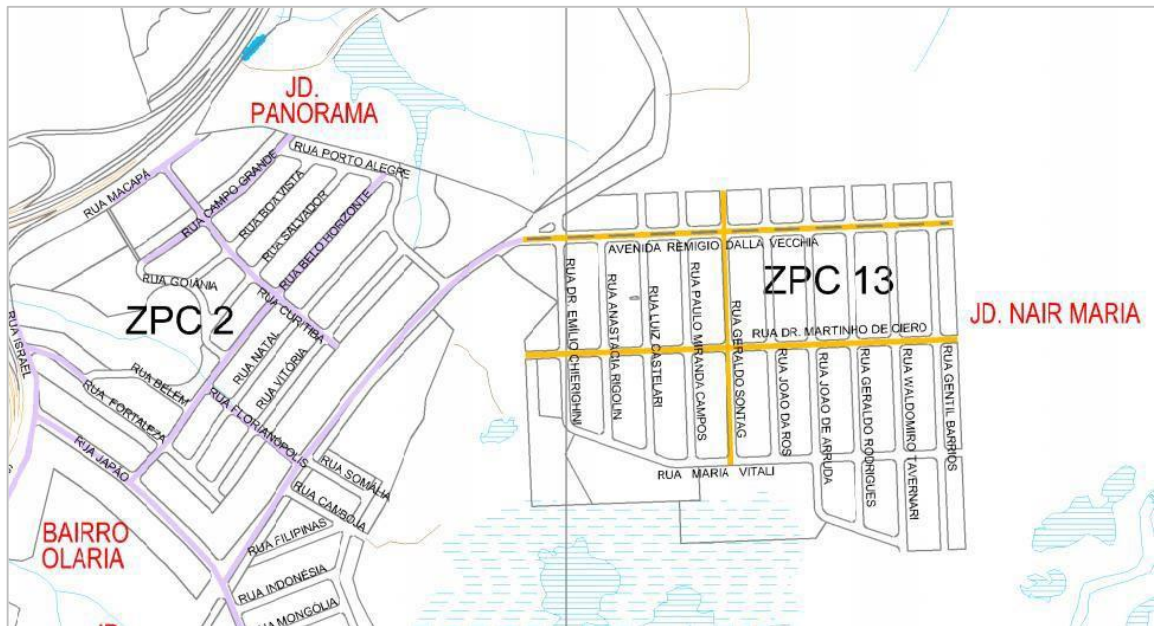 JD.
PANORAMA
RUA PORTO ALEGRE
RUA MACAPÁ
RUA CAMPO GRANDE
RUA BOA VISTA
RUA SALVADOR
RUA BELO HORIZONTE
RUA GOIÂNIA
ZPC 2
RUA CURITIBA
RUA ISRAEL
RUA NATAL
RUA VITÓRIA
RUA BELÉM
RUA FORTALEZA
RUA FLORIANÓPOLIS
RUA JAPÃO
RUA SOMÁLIA
RUA CAMBOJA
RUA FILIPINAS
RUA INDONÉSIA
RUA MONGÓLIA
BAIRRO
OLARIA
AVENIDA REMIGIO DALLA VECCHIA
ZPC 13
JD. NAIR MARIA
RUA DR. MARTINHO DE CIERO
RUA DR. EMILIO CHIERIGHINI
RUA ANASTACIA RIGOLIN
RUA LUIZ CASTELARI
RUA PAULO MIRANDA CAMPOS
RUA GERALDO SONTAG
RUA JOAO DA ROS
RUA JOAO DE ARRUDA
RUA GERALDO RODRIGUES
RUA WALDOMIRO TAVERNARI
RUA GENTIL BARRIOS
RUA MARIA VITALI